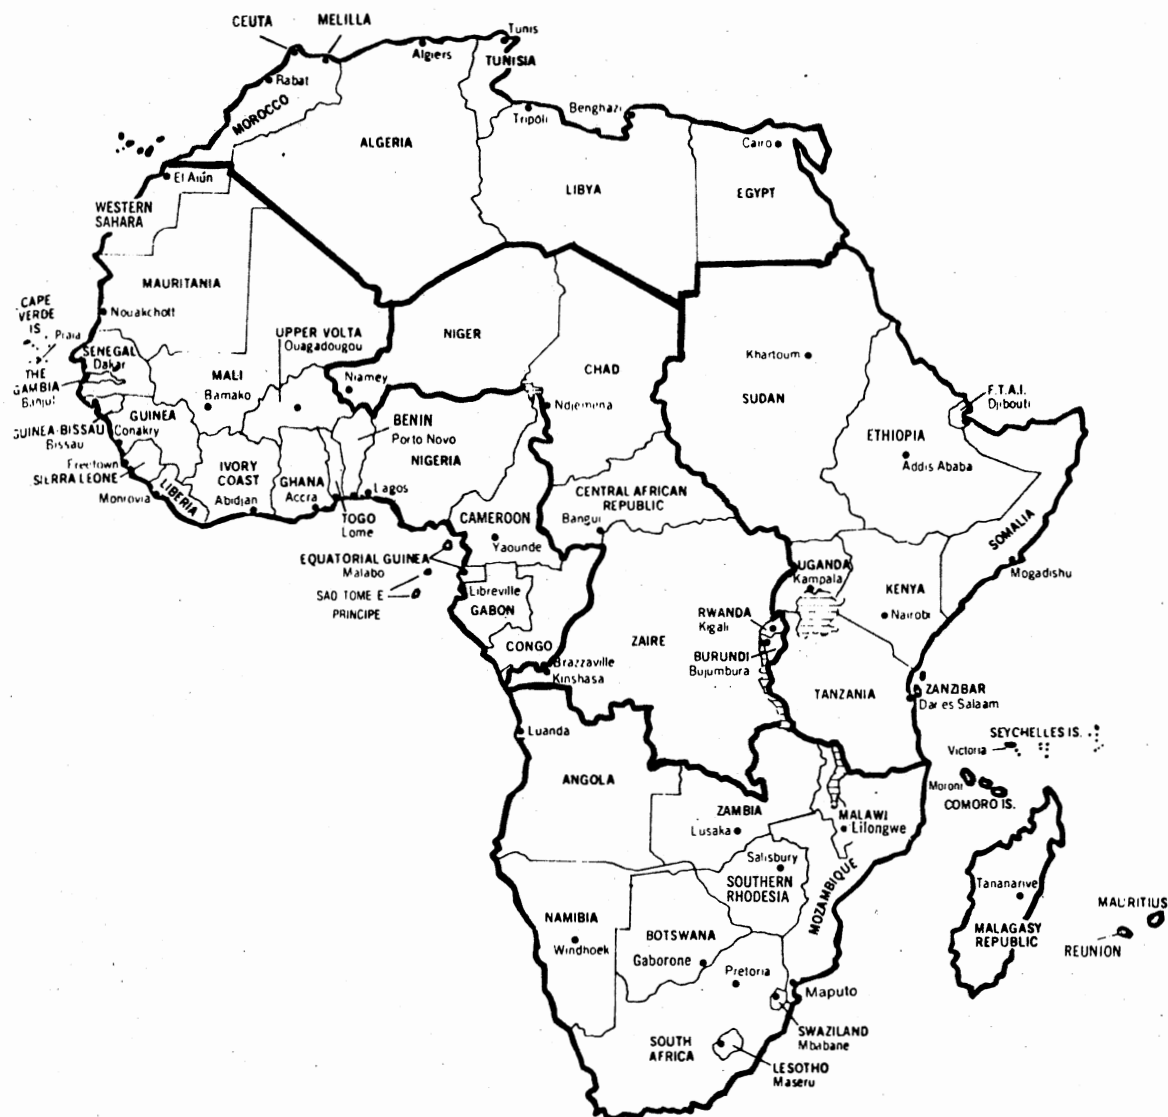 CEUTA
MELILLA
Tunis
Algiers
TUNISIA
Rabat
MOROCCO
Tripoli
Benghazi
ALGERIA
Cairo
El Aiún
LIBYA
EGYPT
WESTERN
SAHARA
MAURITANIA
CAPE
VERDE
IS
Nouakchott
Praia
UPPER VOLTA
Ouagadougou
NIGER
SENEGAL
Dakar
Khartoum
THE
GAMBIA
Banjul
MALI
Bamako
Niamey
CHAD
Ndjemena
SUDAN
F.T.A.I.
Djibouti
GUINEA
Conakry
GUINEA-BISSAU
Bissau
BENIN
Porto Novo
NIGERIA
ETHIOPIA
Addis Ababa
Freetown
SIERRA LEONE
LIBERIA
Monrovia
IVORY
COAST
Abidjan
GHANA
Accra
Lagos
TOGO
Lome
CENTRAL AFRICAN
REPUBLIC
Bangui
CAMEROON
Yaounde
SOMALIA
Mogadishu
EQUATORIAL GUINEA
Malabo
SAO TOME E
PRINCIPE
Libreville
GABON
CONGO
Brazzaville
Kinshasa
UGANDA
Kampala
KENYA
Nairobi
RWANDA
Kigali
ZAIRE
BURUNDI
Bujumbura
TANZANIA
ZANZIBAR
Dar es Salaam
Luanda
SEYCHELLES IS.
Victoria
ANGOLA
Moroni
COMORO IS.
ZAMBIA
Lusaka
MALAWI
Lilongwe
Salisbury
SOUTHERN
RHODESIA
MOZAMBIQUE
Tananarive
MALAGASY
REPUBLIC
MAURITIUS
REUNION
NAMIBIA
Windhoek
BOTSWANA
Gaborone
Pretoria
Maputo
SWAZILAND
Mbabane
SOUTH
AFRICA
LESOTHO
Maseru